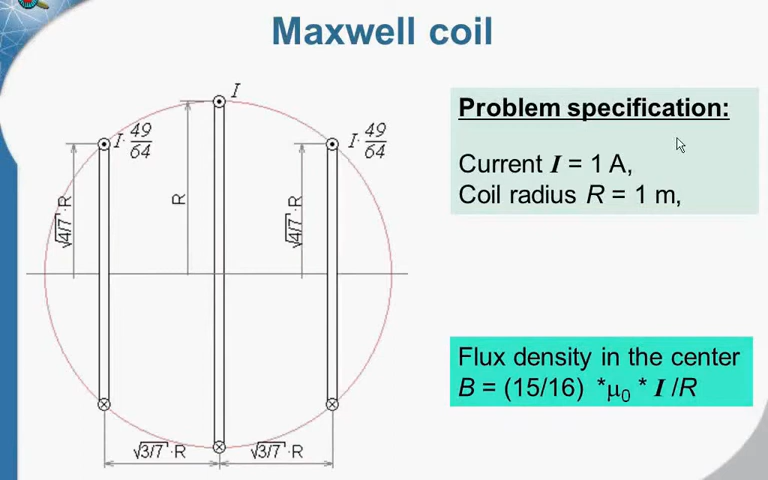 Maxwell coil
I
I· 49/64
I· 49/64
√4/7·R
R
√4/7·R
√3/7·R
√3/7·R
Problem specification:
Current I = 1 A,
Coil radius R = 1 m,
Flux density in the center
B = (15/16) *μ₀ * I /R